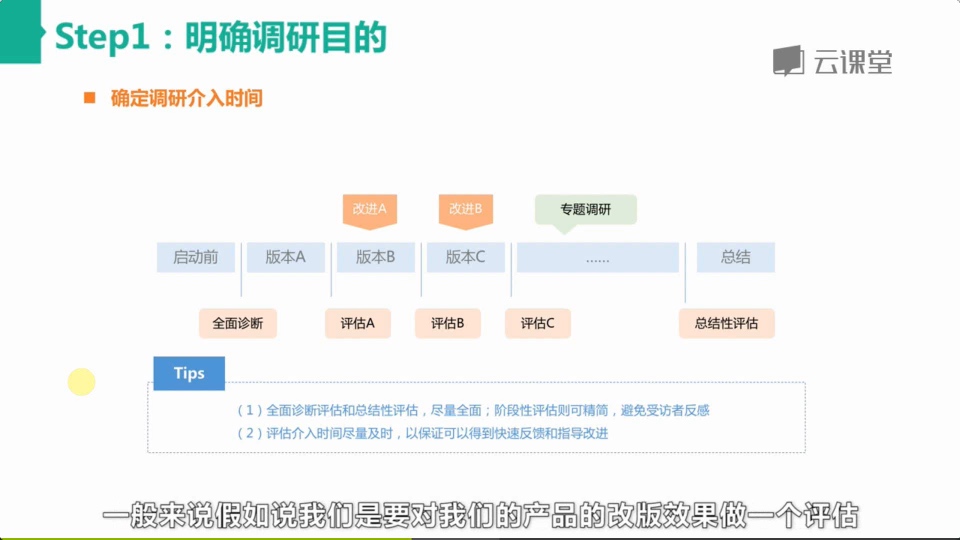 Step1：明确调研目的
云课堂
确定调研介入时间
改进A 改进B 专题调研
启动前 版本A 版本B 版本C ...... 总结
全面诊断 评估A 评估B 评估C 总结性评估
Tips
（1）全面诊断评估和总结性评估，尽量全面；阶段性评估则可精简，避免受访者反感
（2）评估介入时间尽量及时，以保证可以得到快速反馈和指导改进
一般来说假如说我们是要对我们的产品的改版效果做一个评估